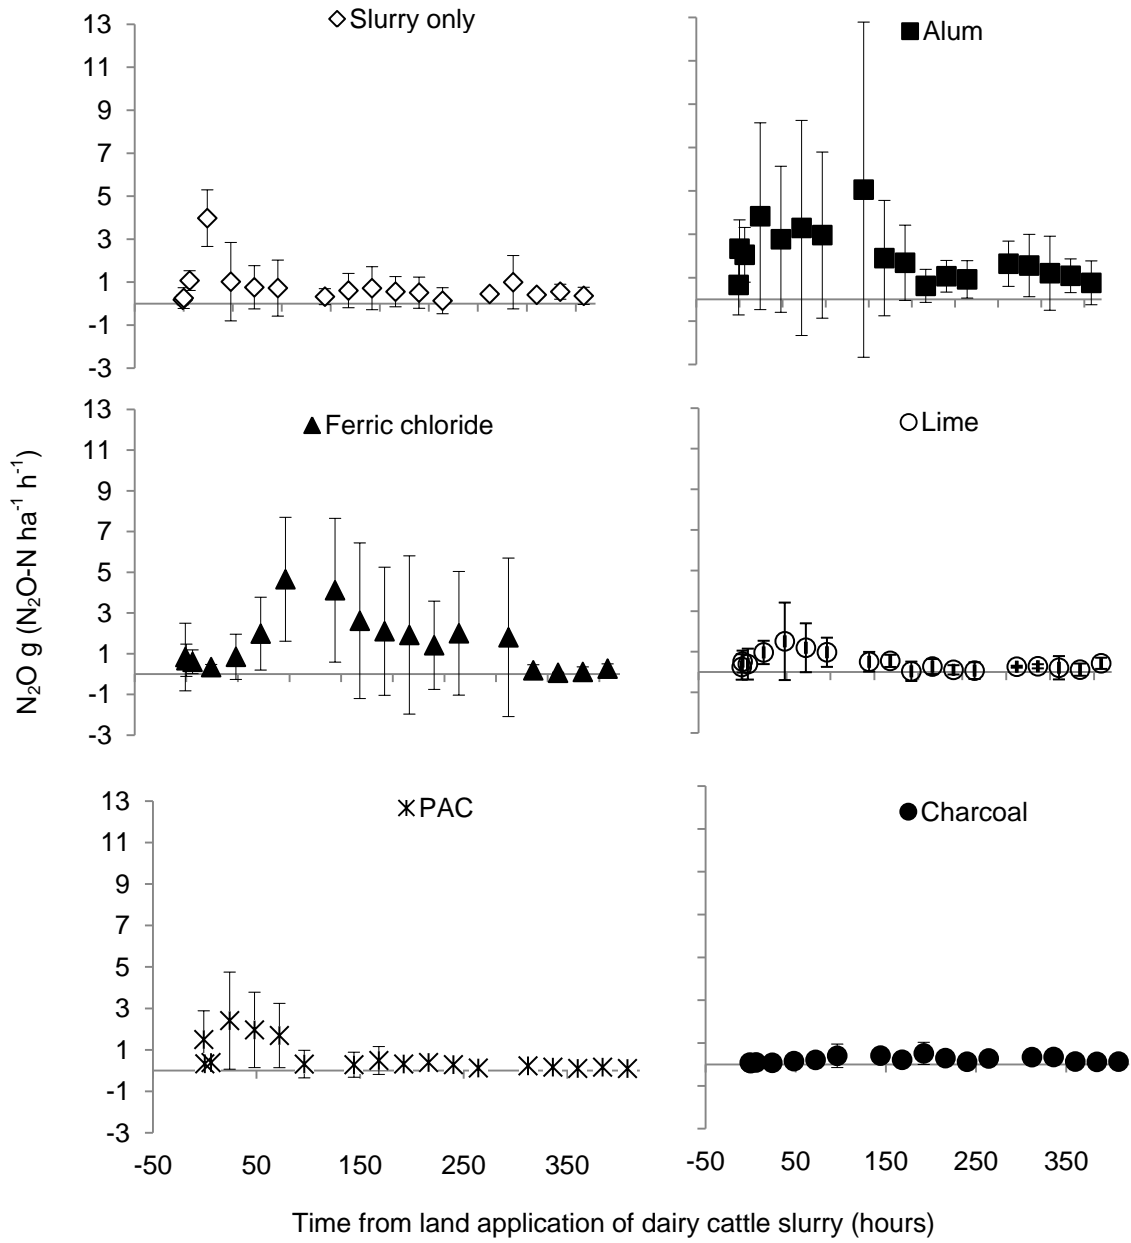 Slurry only
13
11
9
7
5
3
1
-1
-3
Alum
Ferric chloride
13
11
9
7
5
3
1
-1
-3
Lime
N₂O g (N₂O-N ha⁻¹ h⁻¹)
PAC
13
11
9
7
5
3
1
-1
-3
Charcoal
-50 50 150 250 350
-50 50 150 250 350
Time from land application of dairy cattle slurry (hours)